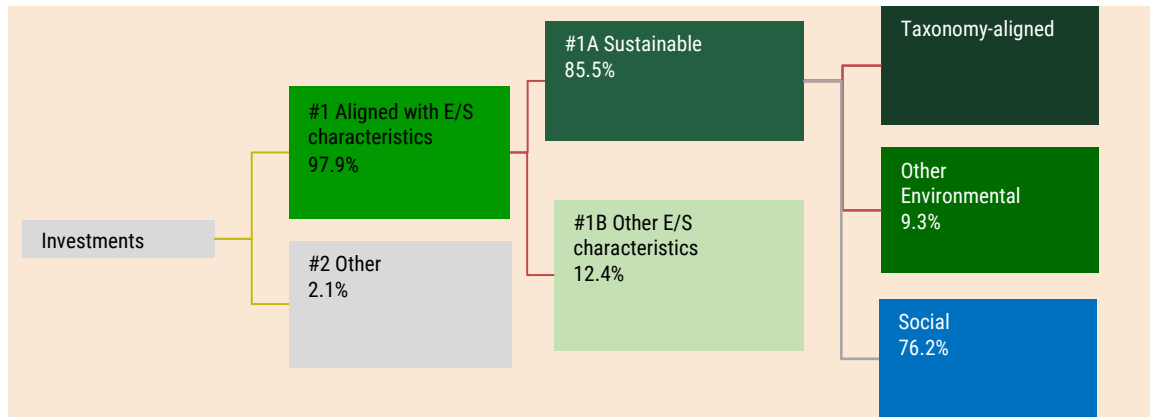 Investments
#1 Aligned with E/S
characteristics
97.9%
#2 Other
2.1%
#1A Sustainable
85.5%
#1B Other E/S
characteristics
12.4%
Taxonomy-aligned
Other
Environmental
9.3%
Social
76.2%